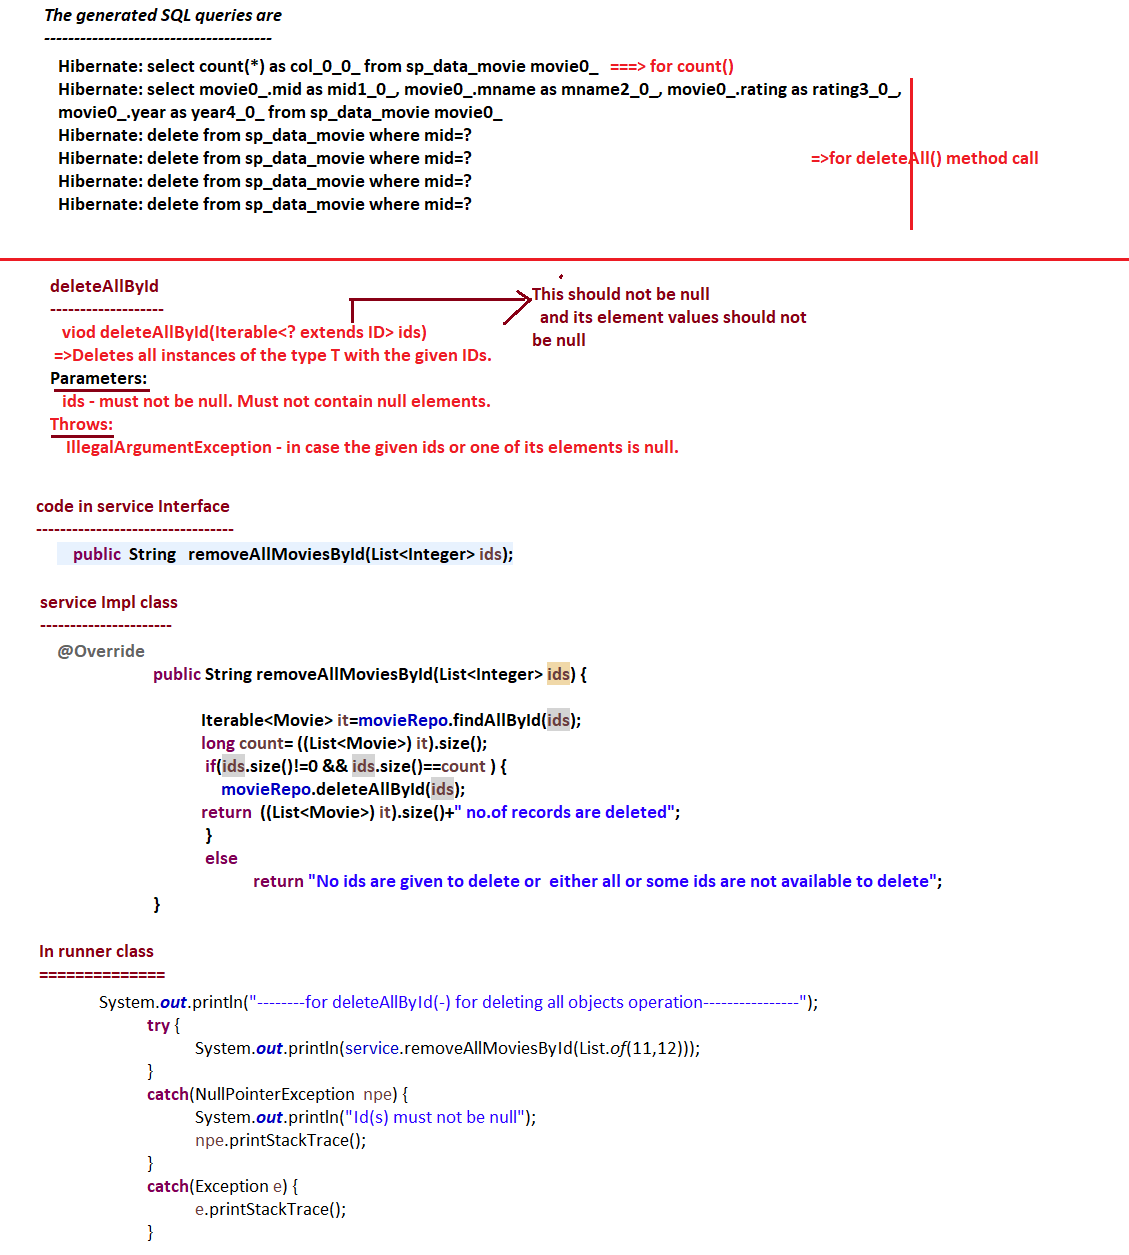 The generated SQL queries are
--------------------------------------
Hibernate: select count(*) as col_0_0_ from sp_data_movie movie0_ ===> for count()
Hibernate: select movie0_.mid as mid1_0_, movie0_.mname as mname2_0_, movie0_.rating as rating3_0_,
movie0_.year as year4_0_ from sp_data_movie movie0_
Hibernate: delete from sp_data_movie where mid=?
Hibernate: delete from sp_data_movie where mid=? =>for deleteAll() method call
Hibernate: delete from sp_data_movie where mid=?
Hibernate: delete from sp_data_movie where mid=?
deleteAllById
-------------------
This should not be null
and its element values should not
be null
viod deleteAllById(Iterable<? extends ID> ids)
=>Deletes all instances of the type T with the given IDs.
Parameters:
ids - must not be null. Must not contain null elements.
Throws:
IllegalArgumentException - in case the given ids or one of its elements is null.
code in service Interface
---------------------------------
public String removeAllMoviesById(List<Integer> ids);
service Impl class
----------------------
@Override
public String removeAllMoviesById(List<Integer> ids) {
Iterable<Movie> it=movieRepo.findAllById(ids);
long count= ((List<Movie>) it).size();
if(ids.size()!=0 && ids.size()==count ) {
movieRepo.deleteAllById(ids);
return ((List<Movie>) it).size()+" no.of records are deleted";
}
else
return "No ids are given to delete or either all or some ids are not available to delete";
}
In runner class
==============
System.out.println("--------for deleteAllById(-) for deleting all objects operation----------------");
try {
System.out.println(service.removeAllMoviesById(List.of(11,12)));
}
catch(NullPointerException npe) {
System.out.println("Id(s) must not be null");
npe.printStackTrace();
}
catch(Exception e) {
e.printStackTrace();
}